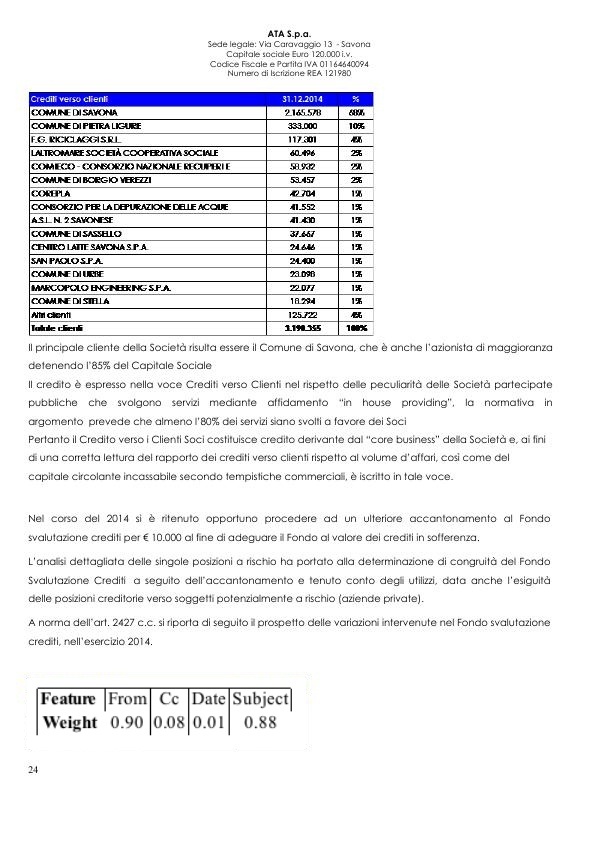 ATA S.p.a.
Sede legale: Via Caravaggio 13 - Savona
Capitale sociale Euro 120.000 i.v.
Codice Fiscale e Partita IVA 01164640094
Numero di Iscrizione REA 121980
Crediti verso clienti 31.12.2014 %
COMUNE DI SAVONA 2.165.578 68%
COMUNE DI PIETRA LIGURE 333.000 10%
F.G. RICICLAGGI S.R.L. 117.301 4%
L'ALTROMARE SOCIETÀ COOPERATIVA SOCIALE 60.496 2%
COMIECO - CONSORZIO NAZIONALE RECUPERI E 58.932 2%
COMUNE DI BORGIO VEREZZI 53.457 2%
COREPLA 42.704 1%
CONSORZIO PER LA DEPURAZIONE DELLE ACQUE 41.552 1%
A.S.L. N. 2 SAVONESE 41.430 1%
COMUNE DI SASSELLO 37.667 1%
CENTRO LATTE SAVONA S.P.A. 24.646 1%
SAN PAOLO S.P.A. 24.400 1%
COMUNE DI URBE 23.098 1%
MARCOPOLO ENGINEERING S.P.A. 22.077 1%
COMUNE DI STELLA 18.294 1%
Altri clienti 125.722 4%
Totale clienti 3.190.355 100%
Il principale cliente della Società risulta essere il Comune di Savona, che è anche l'azionista di maggioranza
detenendo l'85% del Capitale Sociale
Il credito è espresso nella voce Crediti verso Clienti nel rispetto delle peculiarità delle Società partecipate
pubbliche che svolgono servizi mediante affidamento "in house providing", la normativa in
argomento prevede che almeno l'80% dei servizi siano svolti a favore dei Soci
Pertanto il Credito verso i Clienti Soci costituisce credito derivante dal "core business" della Società e, ai fini
di una corretta lettura del rapporto dei crediti verso clienti rispetto al volume d'affari, così come del
capitale circolante incassabile secondo tempistiche commerciali, è iscritto in tale voce.
Nel corso del 2014 si è ritenuto opportuno procedere ad un ulteriore accantonamento al Fondo
svalutazione crediti per € 10.000 al fine di adeguare il Fondo al valore dei crediti in sofferenza.
L'analisi dettagliata delle singole posizioni a rischio ha portato alla determinazione di congruità del Fondo
Svalutazione Crediti a seguito dell'accantonamento e tenuto conto degli utilizzi, data anche l'esiguità
delle posizioni creditorie verso soggetti potenzialmente a rischio (aziende private).
A norma dell'art. 2427 c.c. si riporta di seguito il prospetto delle variazioni intervenute nel Fondo svalutazione
crediti, nell'esercizio 2014.
Feature From Cc Date Subject
Weight 0.90 0.08 0.01 0.88
24